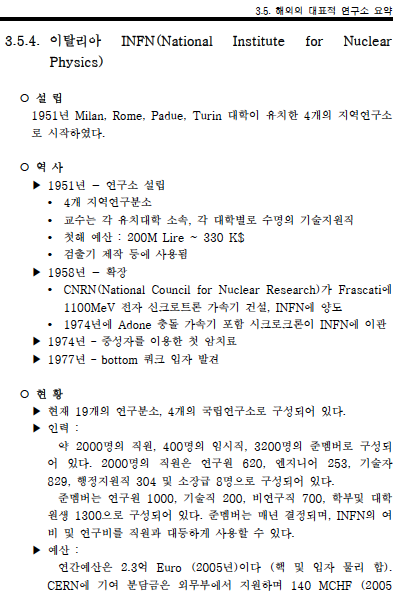 3.5. 해외의 대표적 연구소 요약
3.5.4. 이탈리아 INFN(National Institute for Nuclear
Physics)
○ 설 립
1951년 Milan, Rome, Padue, Turin 대학이 유치한 4개의 지역연구소
로 시작하였다.
○ 역 사
▶ 1951년 - 연구소 설립
• 4개 지역연구분소
• 교수는 각 유치대학 소속, 각 대학별로 수명의 기술지원직
• 첫해 예산 : 200M Lire ~ 330 K$
• 검출기 제작 등에 사용됨
▶ 1958년 - 확장
• CNRN(National Council for Nuclear Research)가 Frascati에
1100MeV 전자 신크로트론 가속기 건설, INFN에 양도
• 1974년에 Adone 충돌 가속기 포함 시크로크론이 INFN에 이관
▶ 1974년 - 중성자를 이용한 첫 암치료
▶ 1977년 - bottom 쿼크 입자 발견
○ 현 황
▶ 현재 19개의 연구분소, 4개의 국립연구소로 구성되어 있다.
▶ 인력 :
약 2000명의 직원, 400명의 임시직, 3200명의 준멤버로 구성되
어 있다. 2000명의 직원은 연구원 620, 엔지니어 253, 기술자
829, 행정지원직 304 및 소장급 8명으로 구성되어 있다.
준멤버는 연구원 1000, 기술직 200, 비연구직 700, 학부및 대학
원생 1300으로 구성되어 있다. 준멤버는 매년 결정되며, INFN의 여
비 및 연구비를 직원과 대등하게 사용할 수 있다.
▶ 예산 :
연간예산은 2.3억 Euro (2005년)이다 (핵 및 입자 물리 합).
CERN에 기여 분담금은 외무부에서 지원하며 140 MCHF (2005